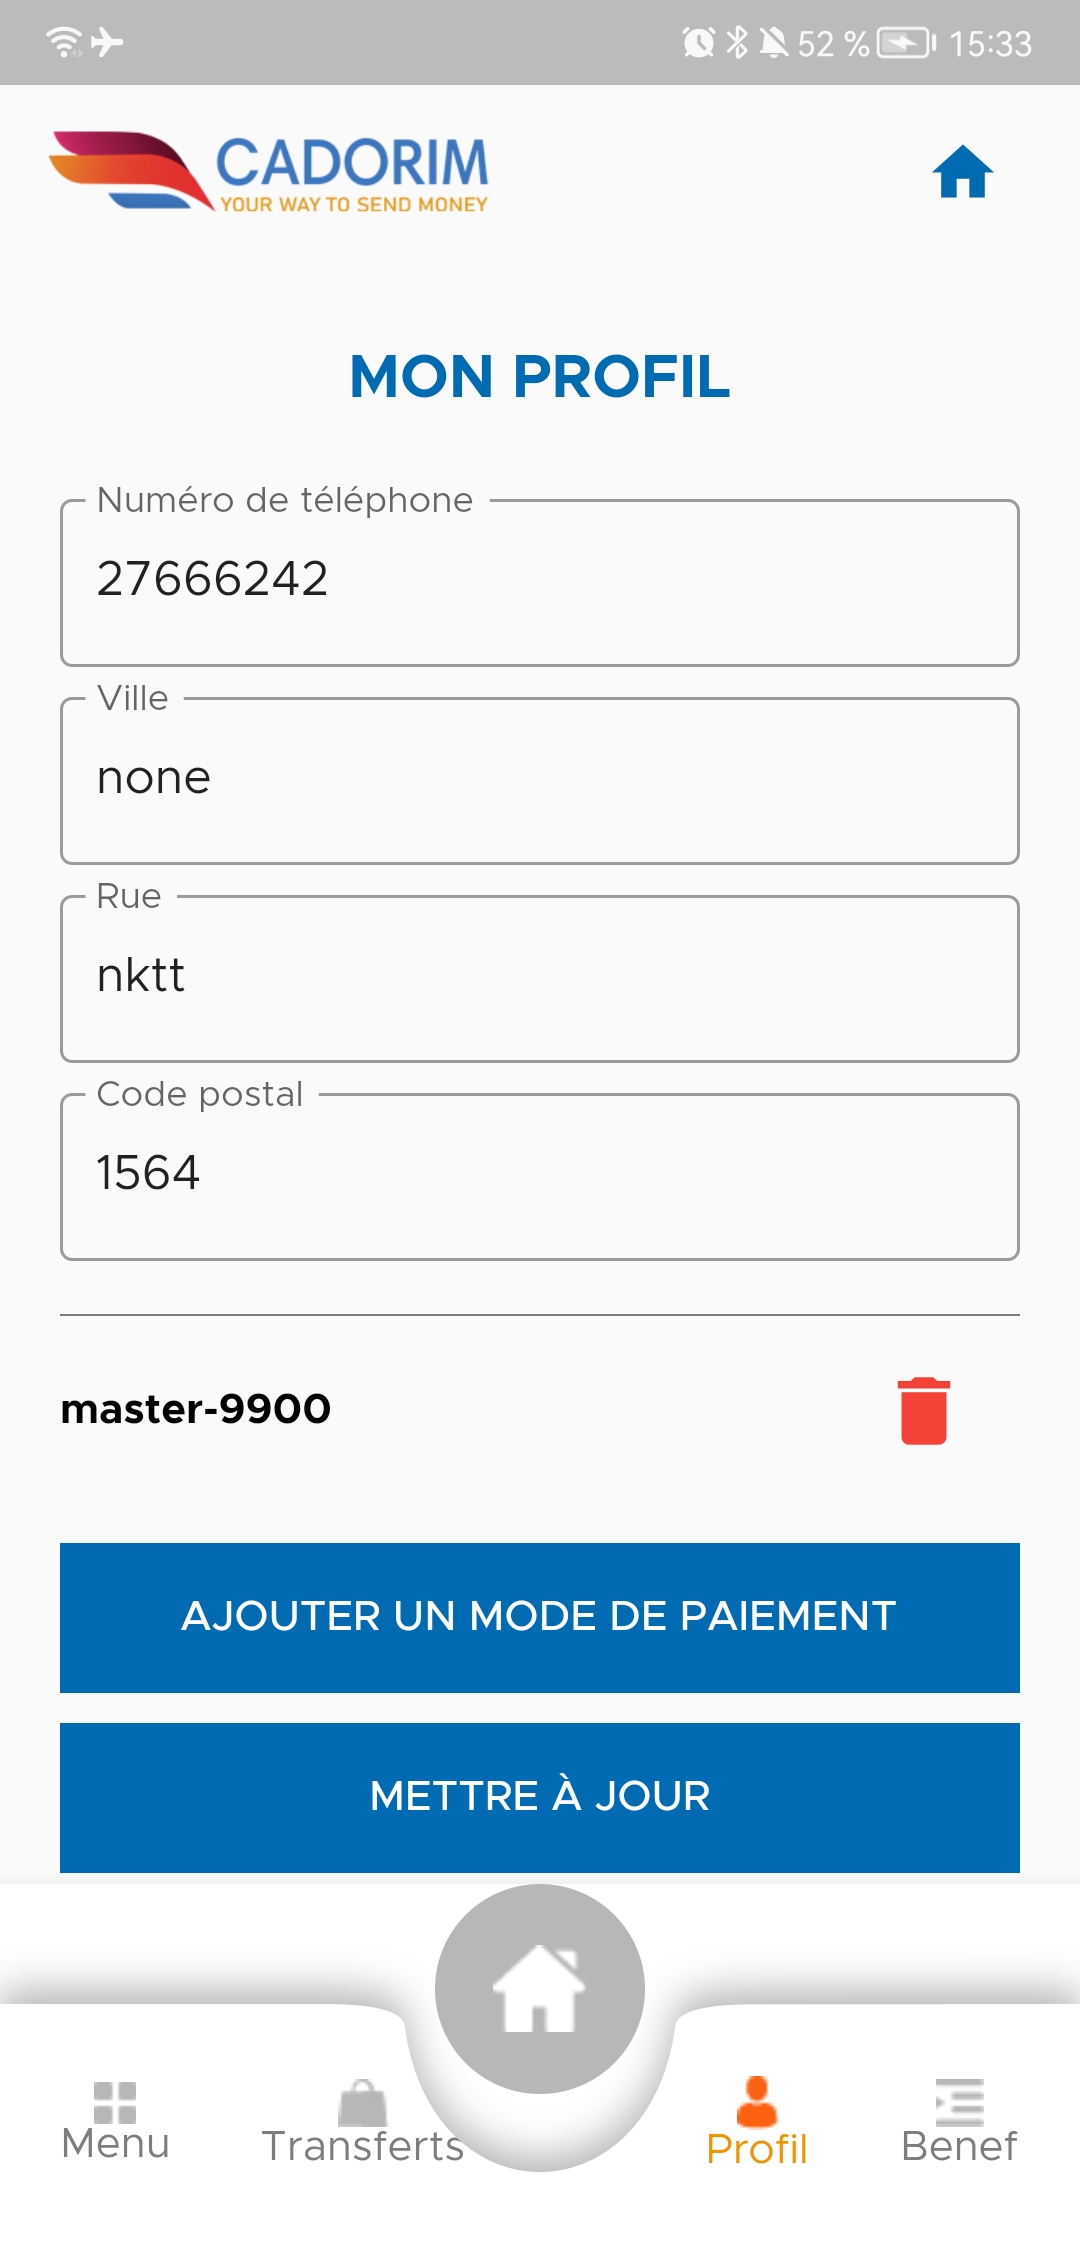 52 % 15:33
CADORIM
YOUR WAY TO SEND MONEY
MON PROFIL
Numéro de téléphone
27666242
Ville
none
Rue
nktt
Code postal
1564
master-9900
AJOUTER UN MODE DE PAIEMENT
METTRE À JOUR
Menu Transferts Profil Benef